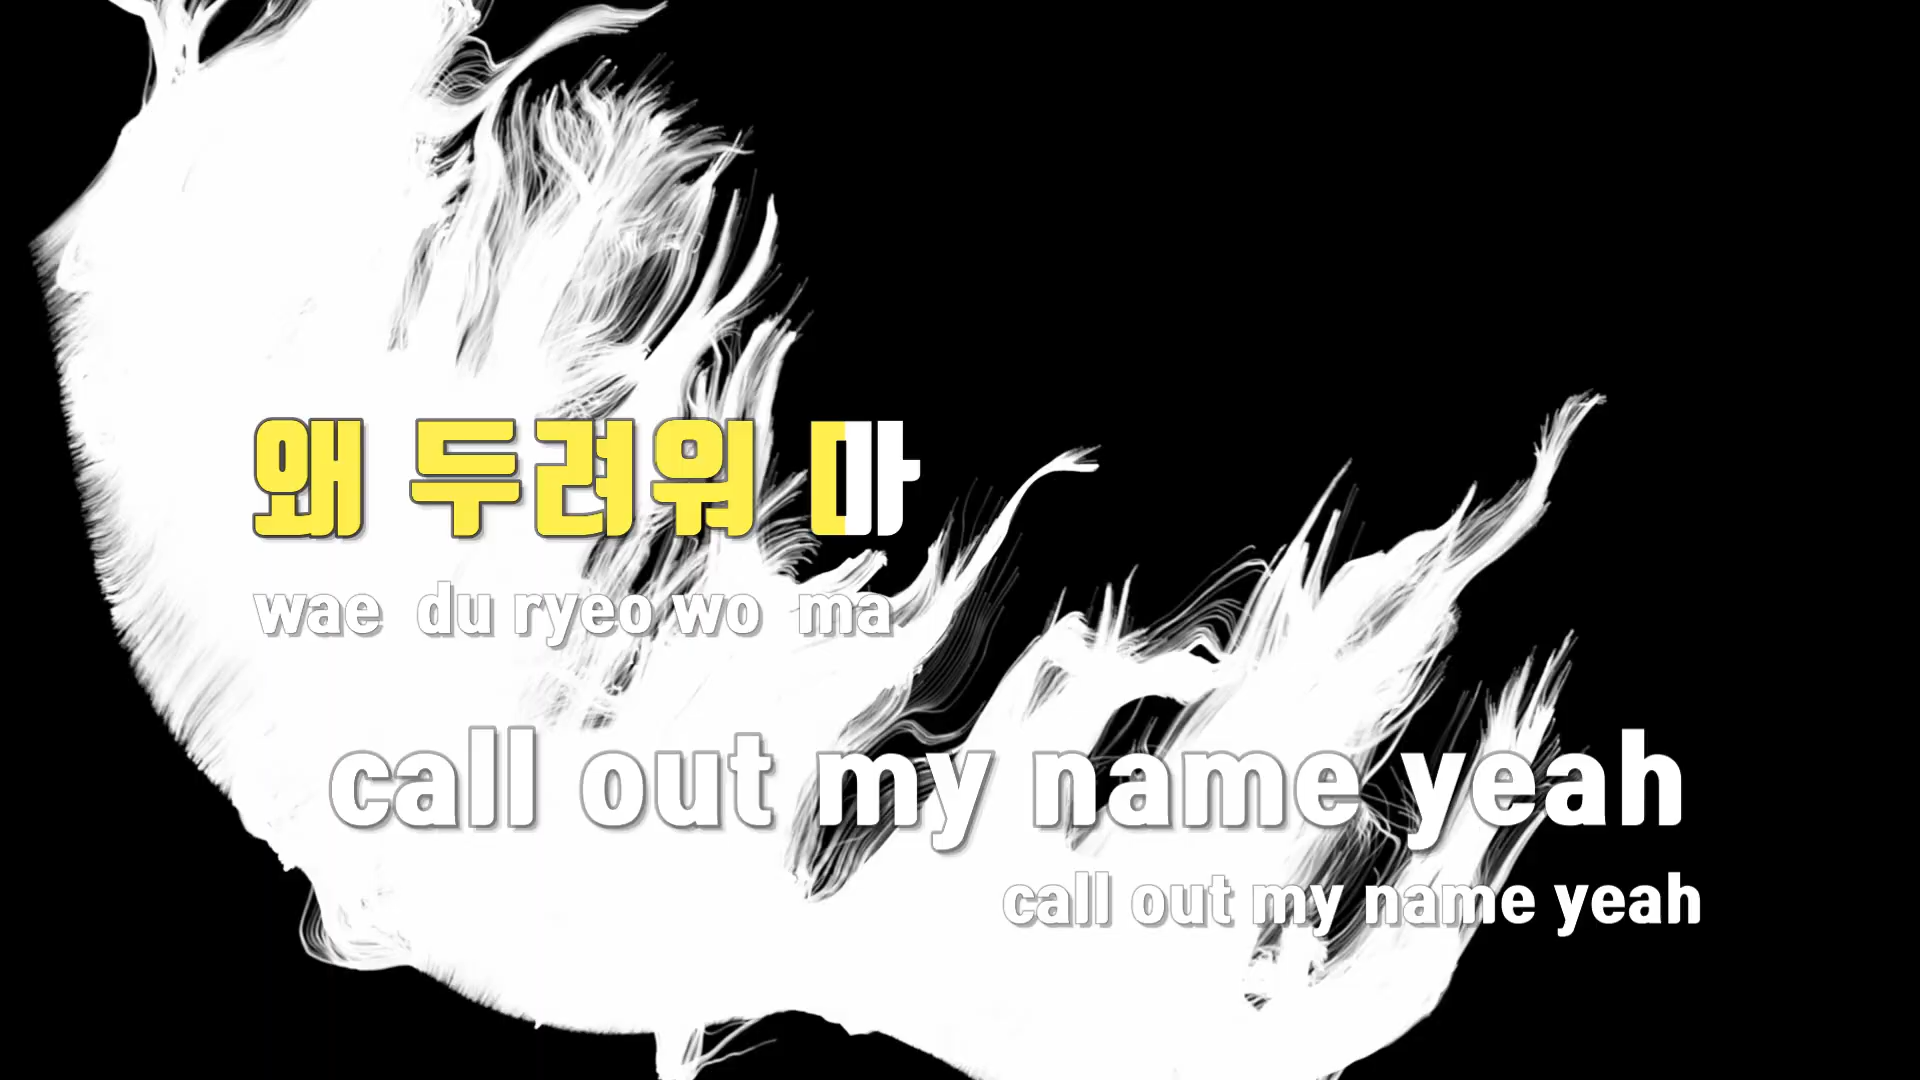 왜 두려워 마
wae du ryeo wo ma
call out my name yeah
call out my name yeah